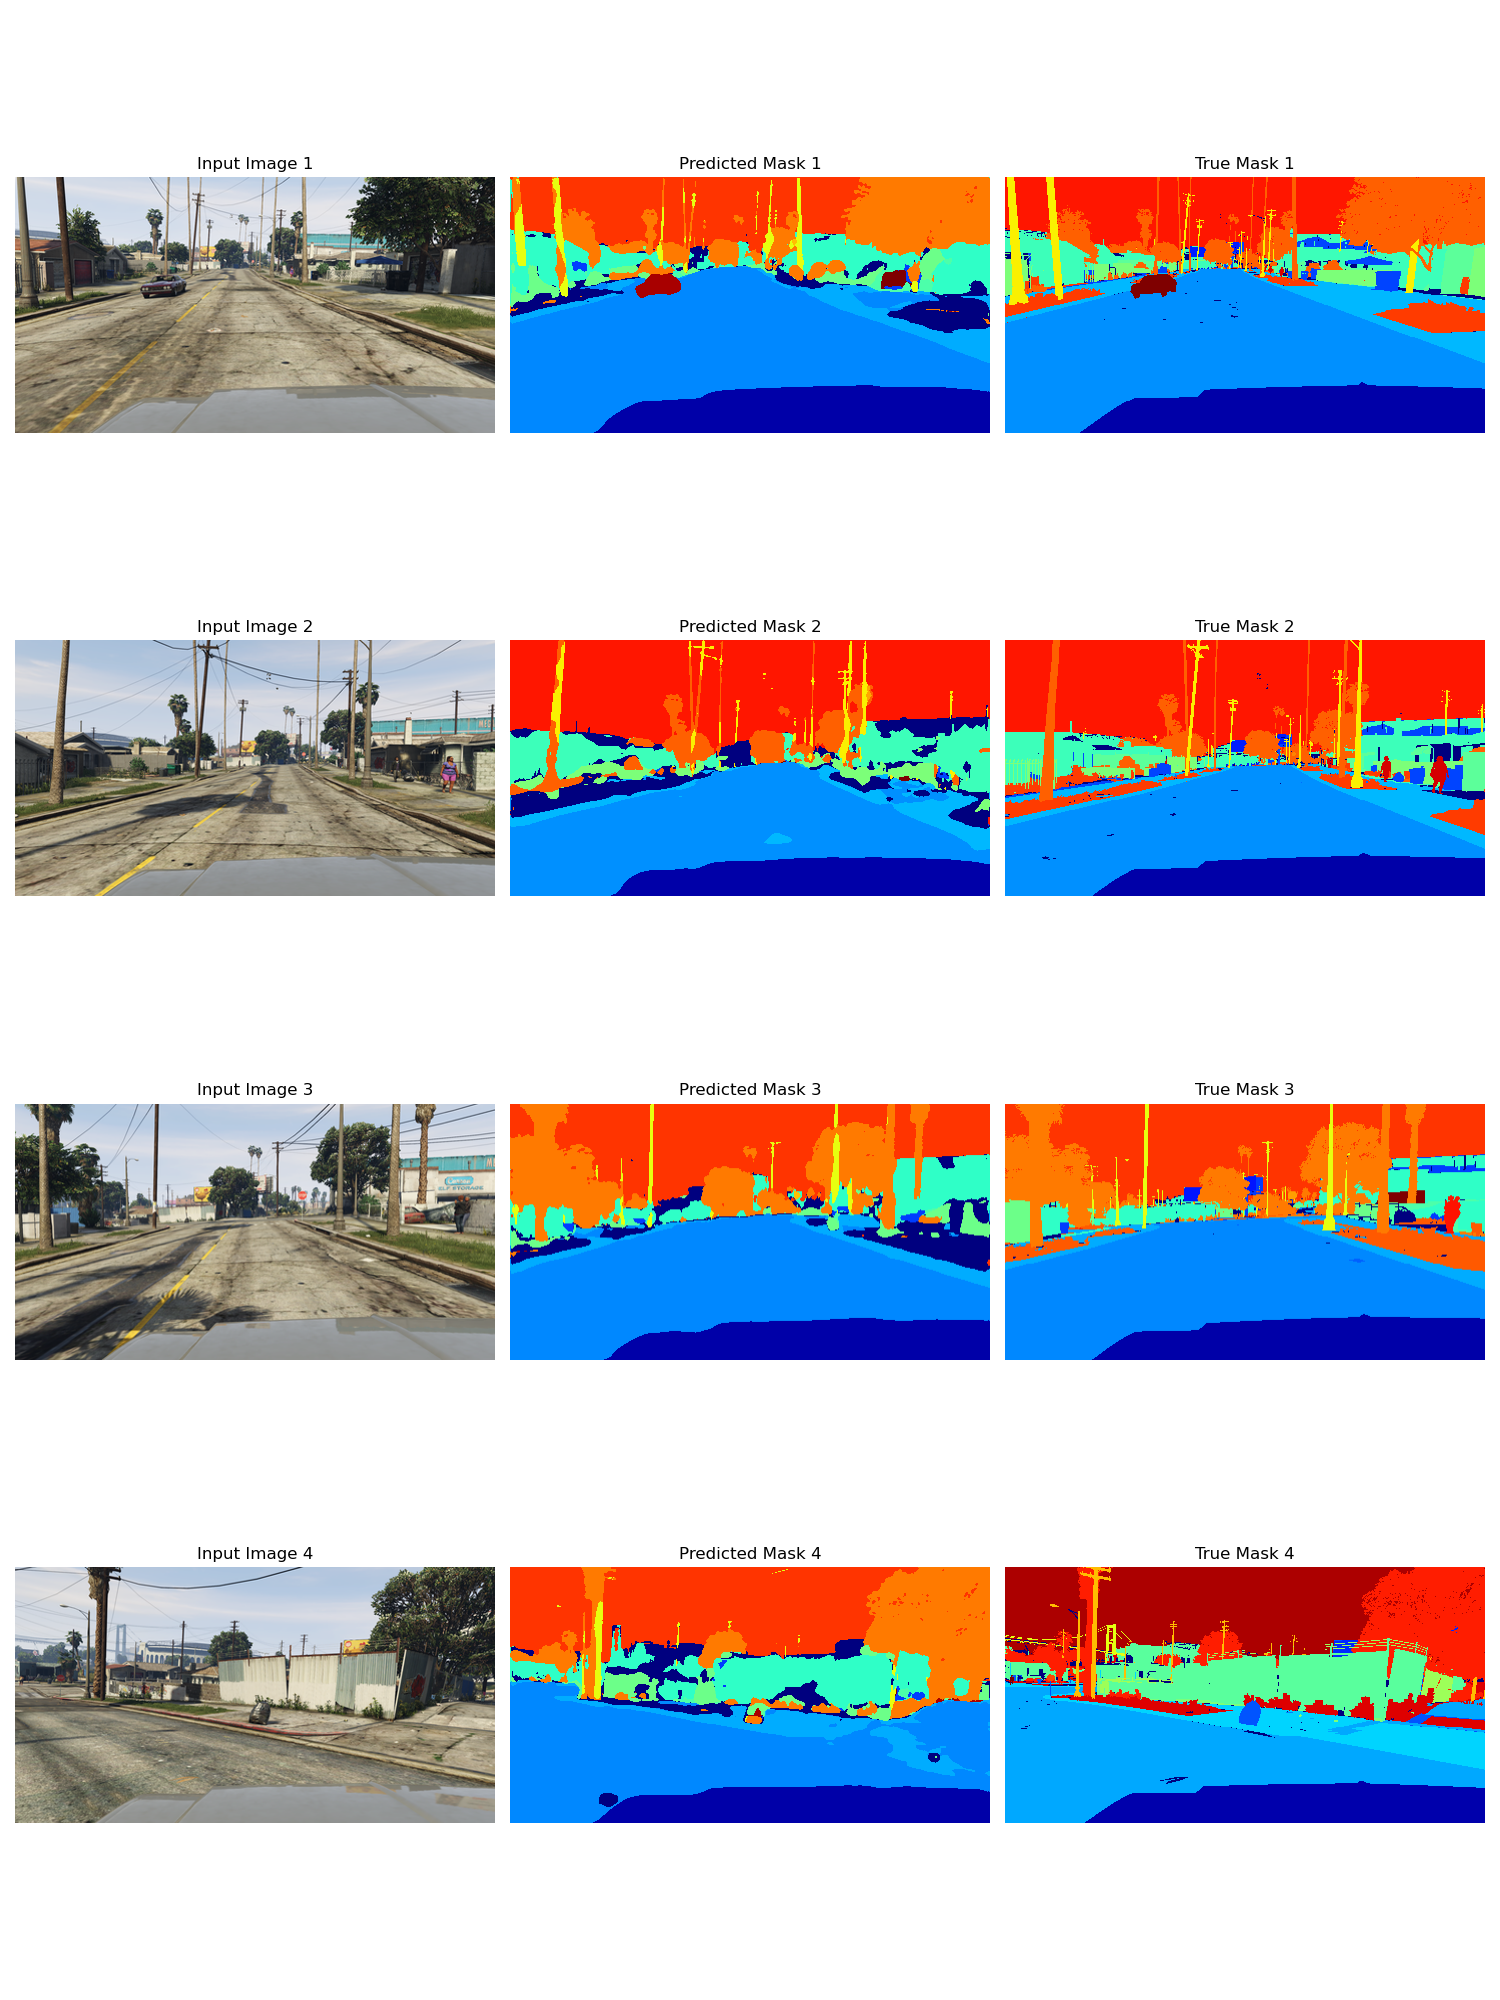 Input Image 1
Predicted Mask 1
True Mask 1
Input Image 2
Predicted Mask 2
True Mask 2
Input Image 3
Predicted Mask 3
True Mask 3
Input Image 4
Predicted Mask 4
True Mask 4